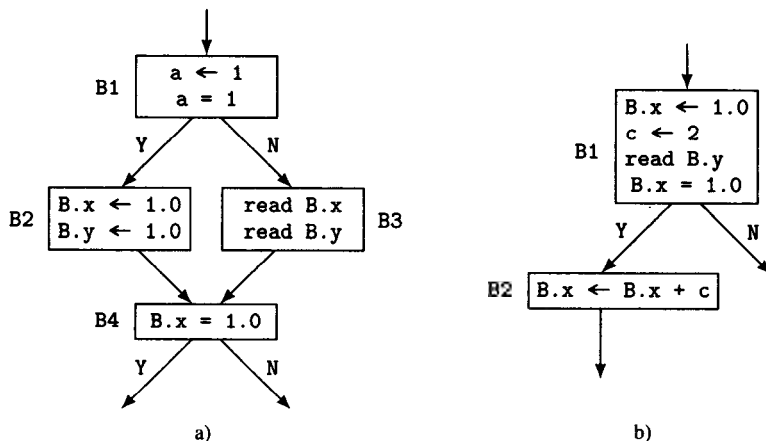 B1
a ← 1
a = 1
Y
N
B2
B.x ← 1.0
B.y ← 1.0
read B.x
read B.y
B3
B4
B.x = 1.0
Y
N
a)
B1
B.x ← 1.0
c ← 2
read B.y
B.x = 1.0
Y
N
B2
B.x ← B.x + c
b)